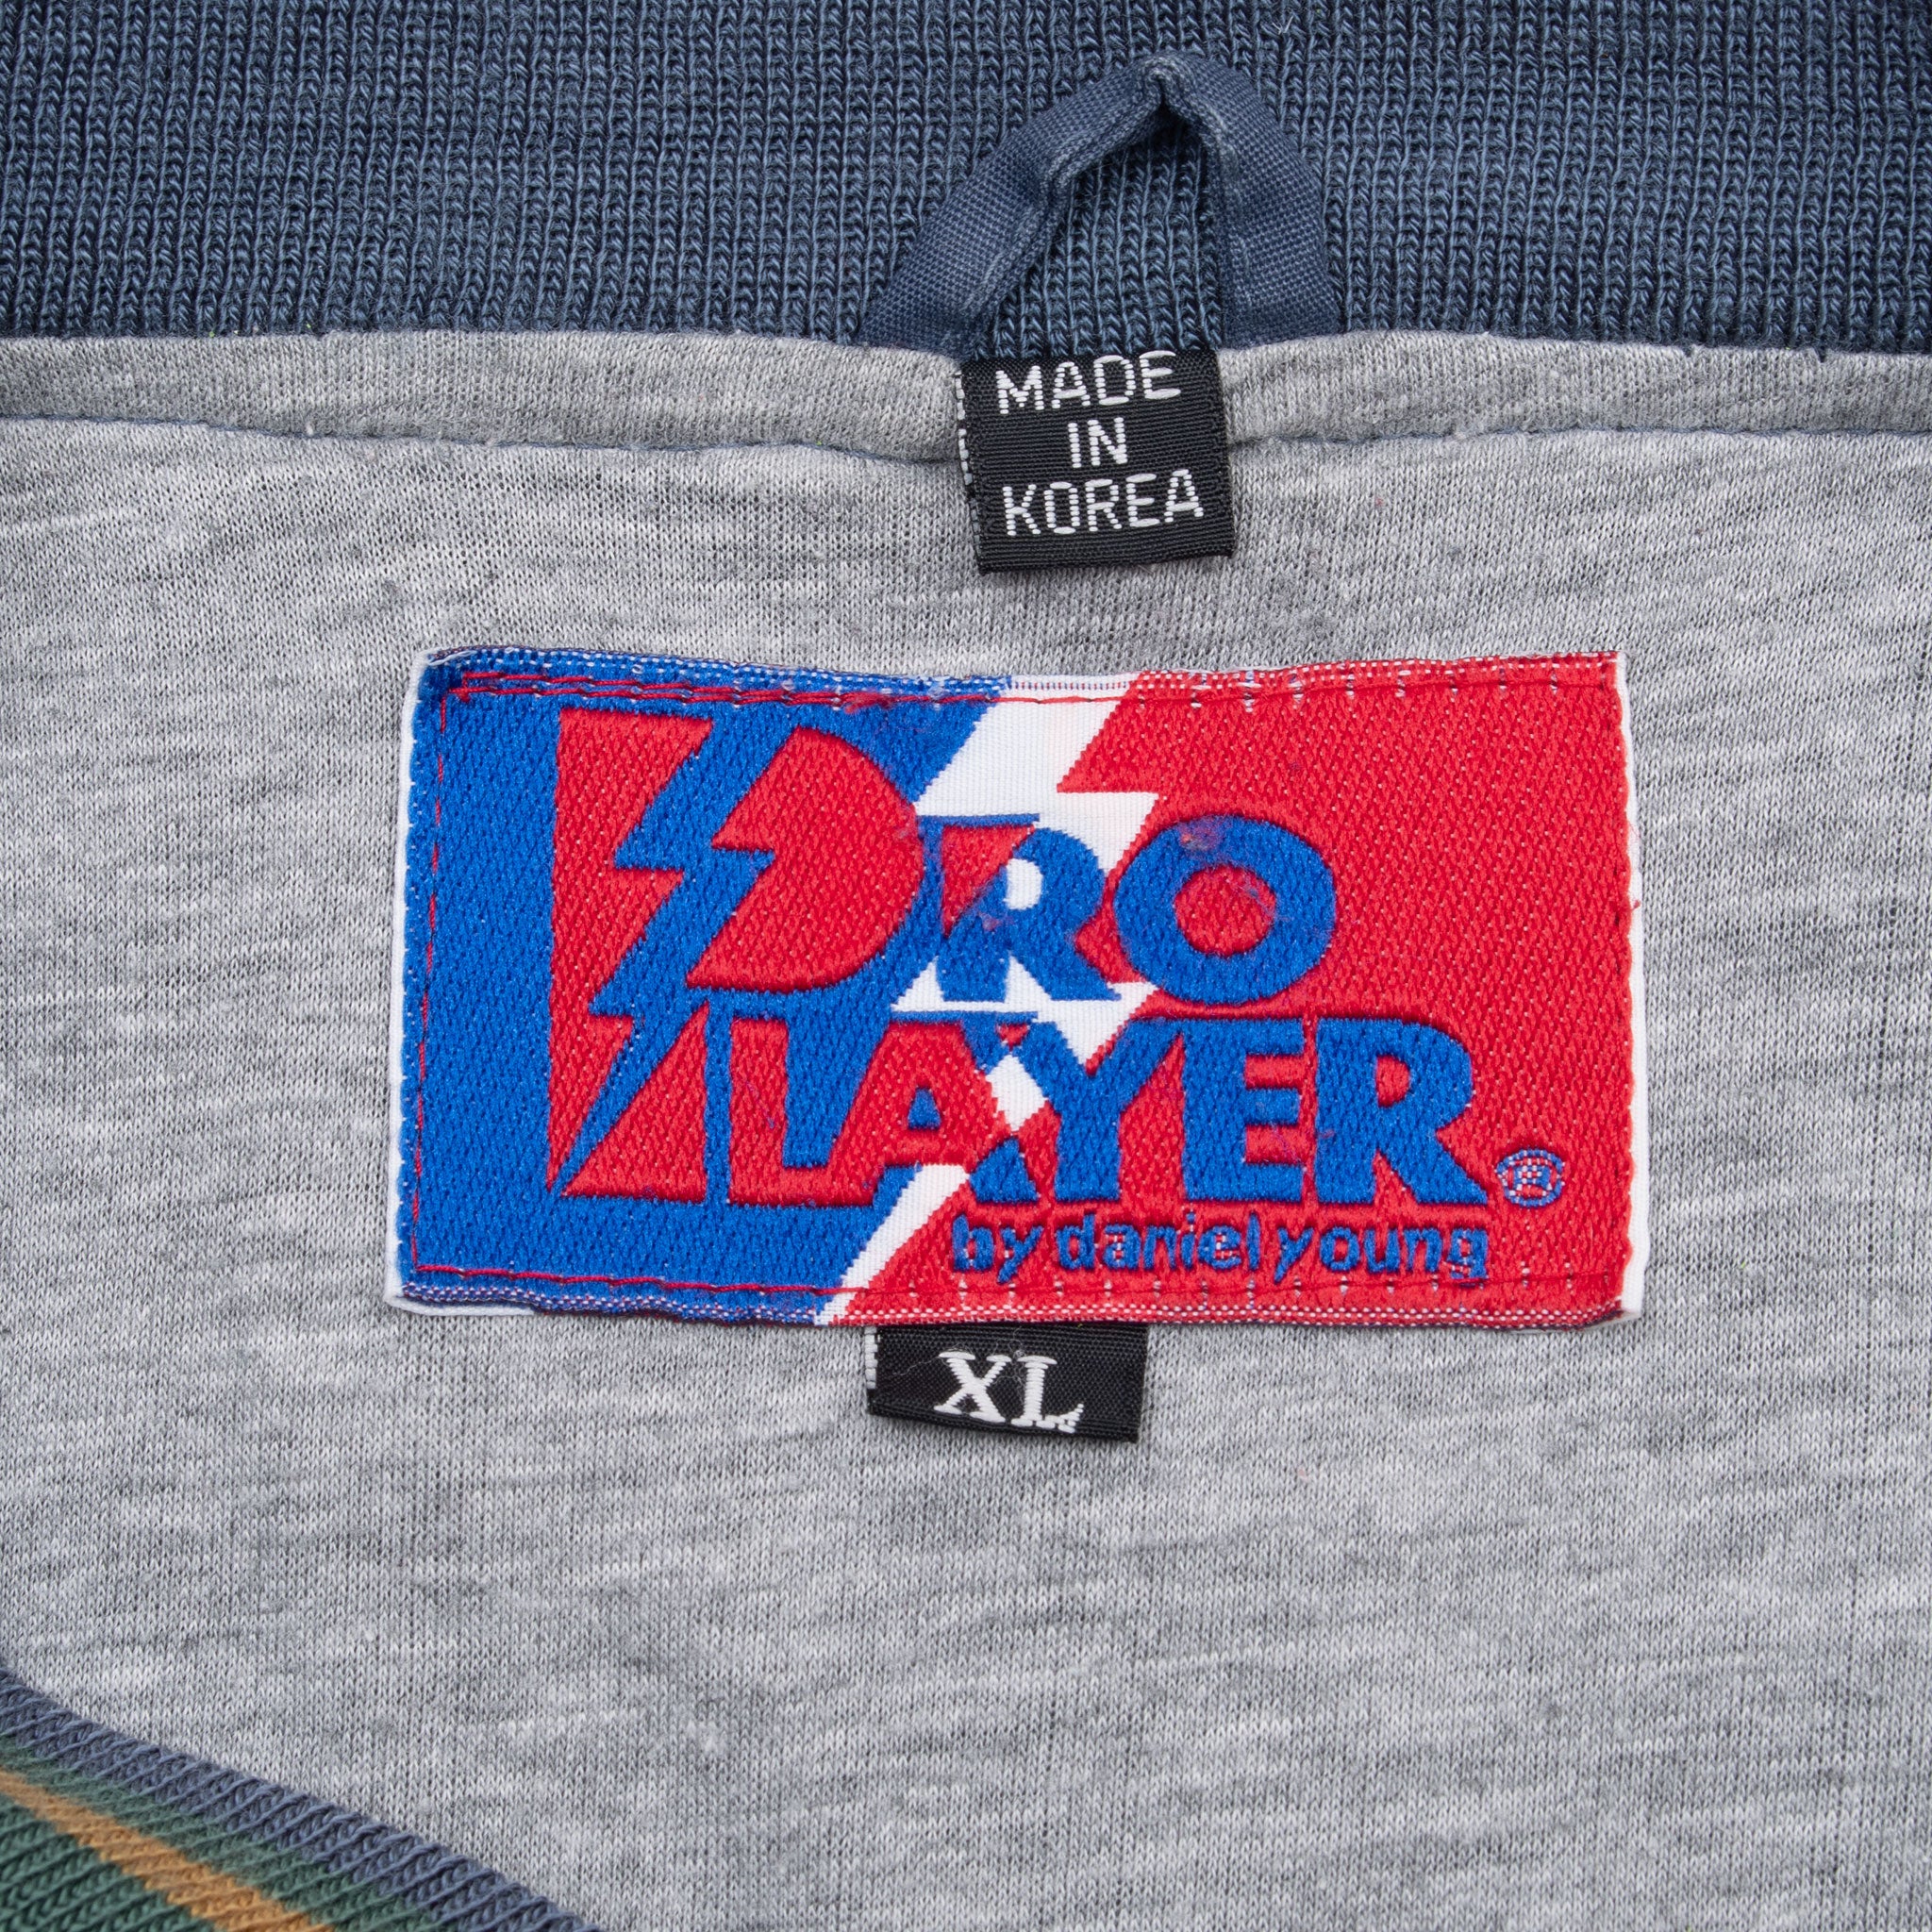 MADE
IN
KOREA
PRO
PLAYER®
by daniel young
XL